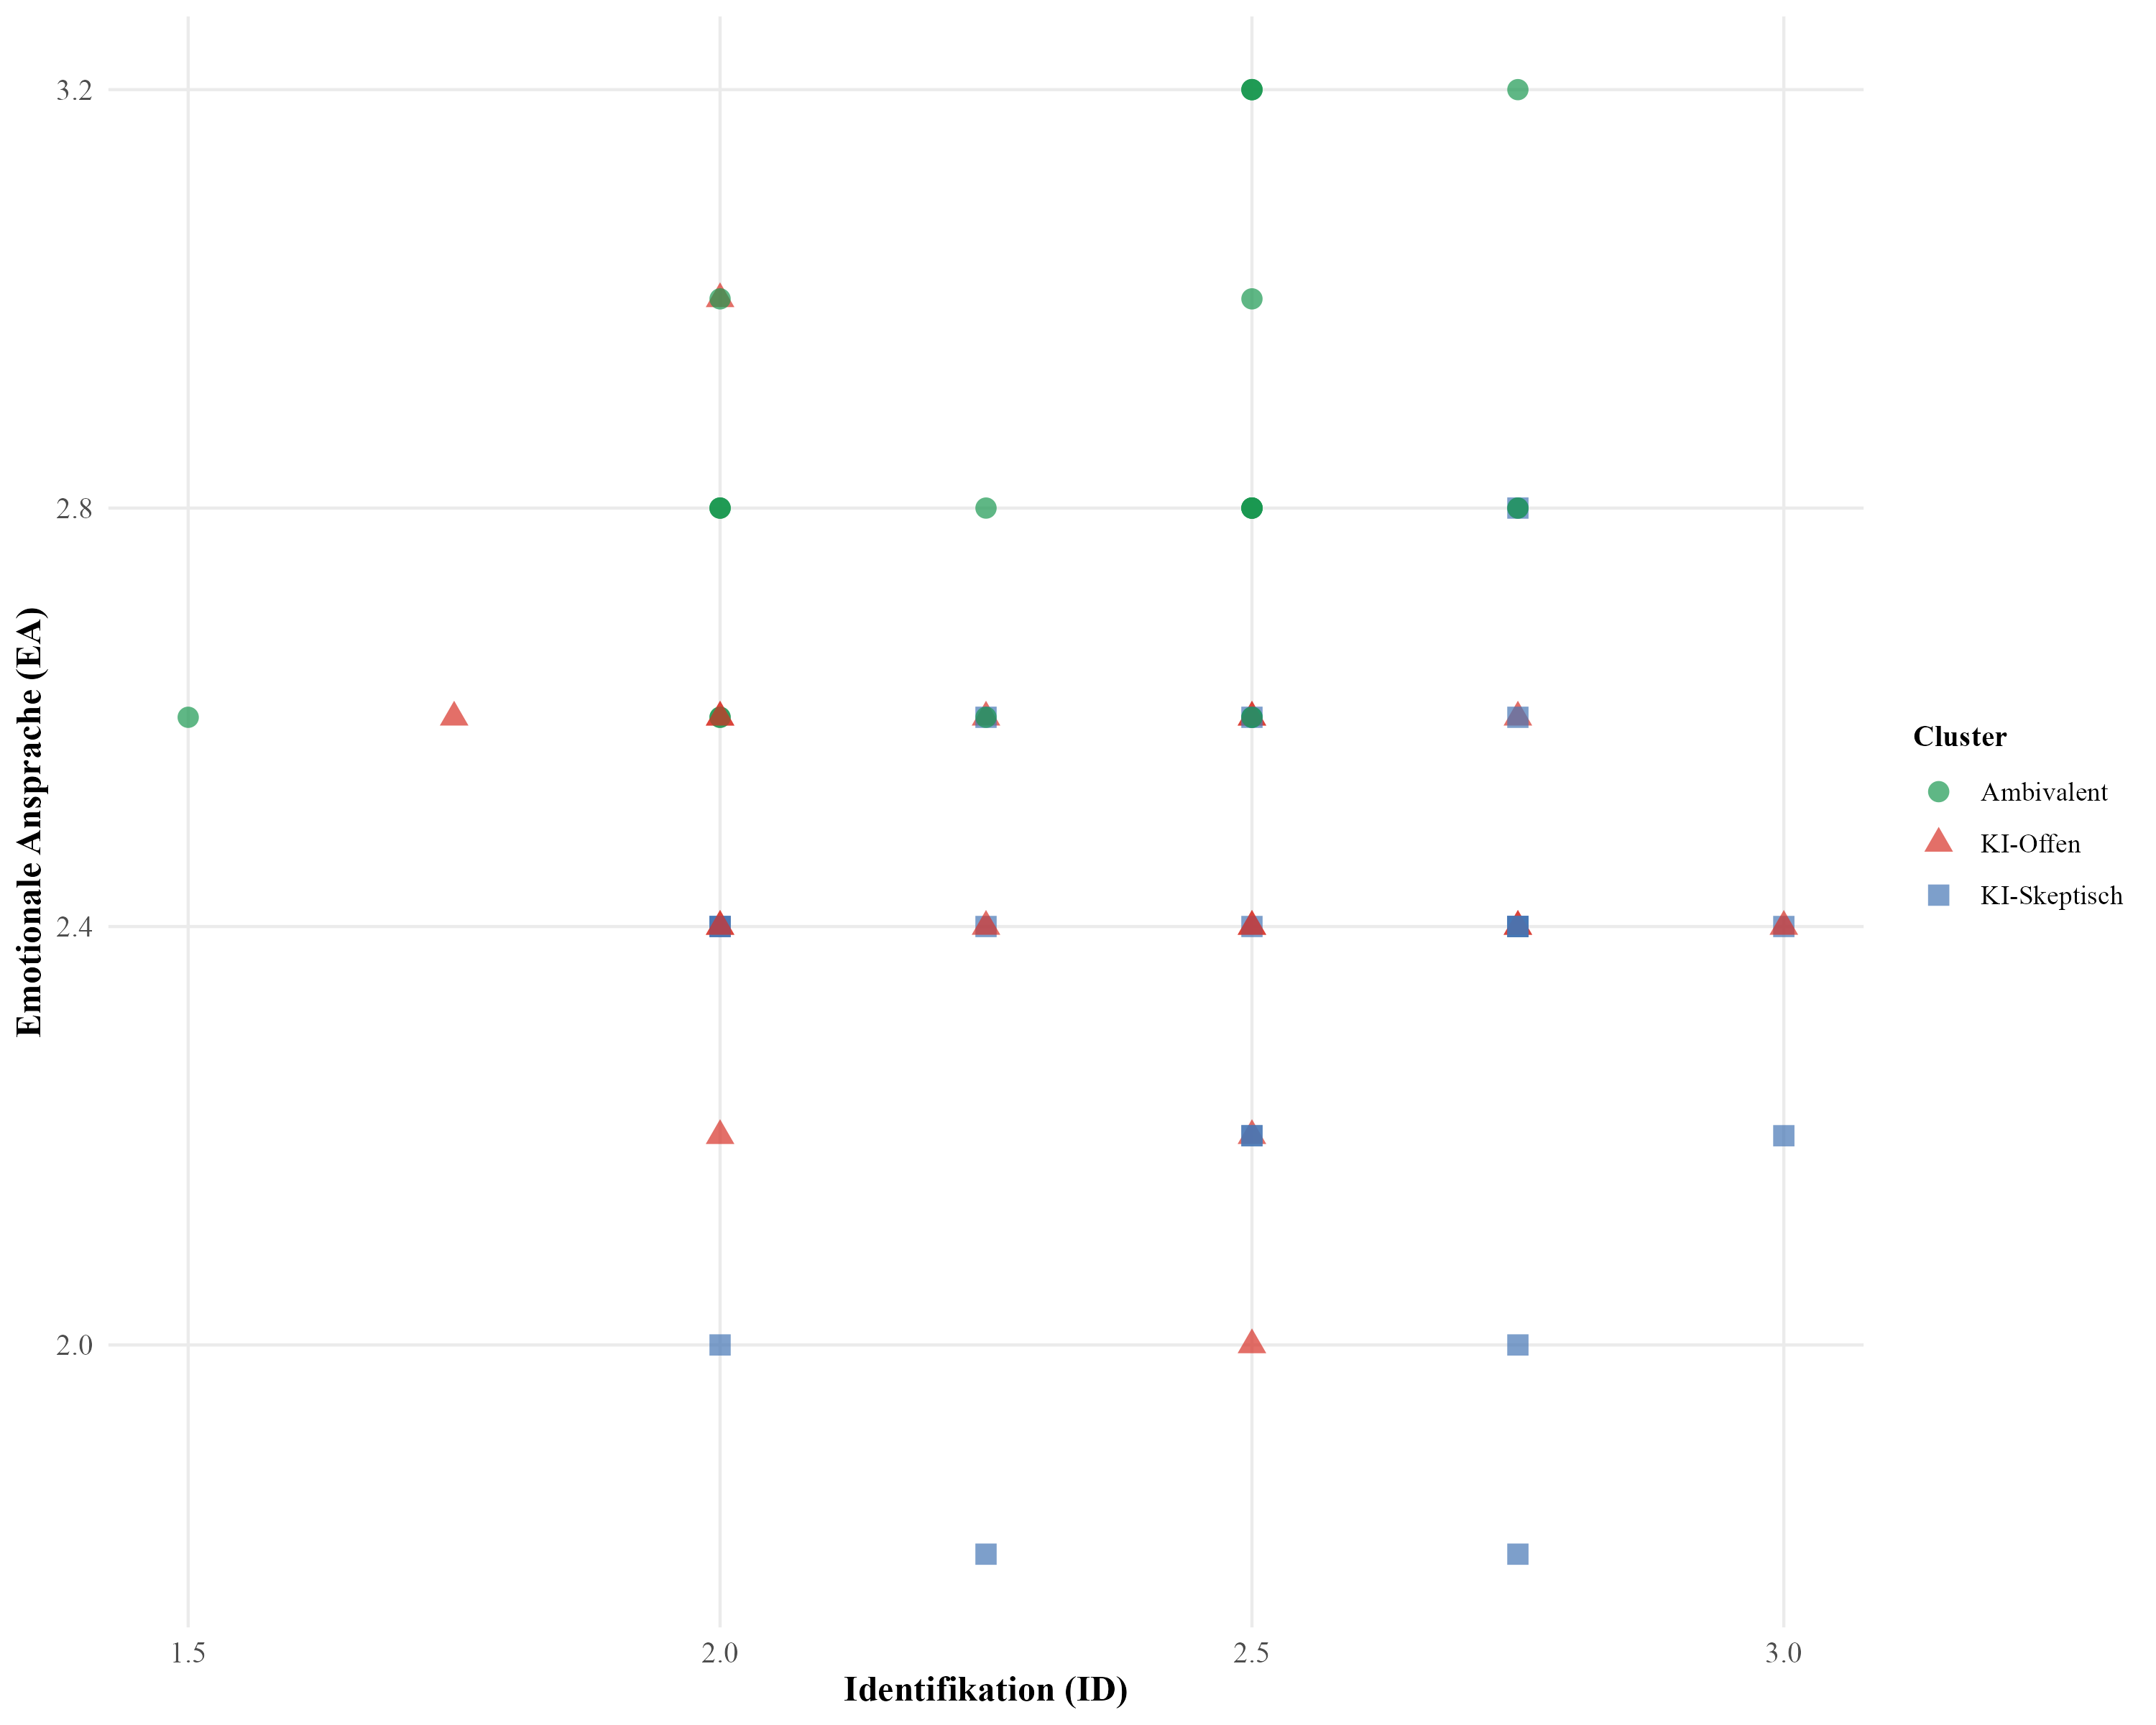 Emotionale Ansprache (EA)
3.2
2.8
2.4
2.0
1.5
2.0
2.5
3.0
Identifikation (ID)
Cluster
Ambivalent
KI-Offen
KI-Skeptisch